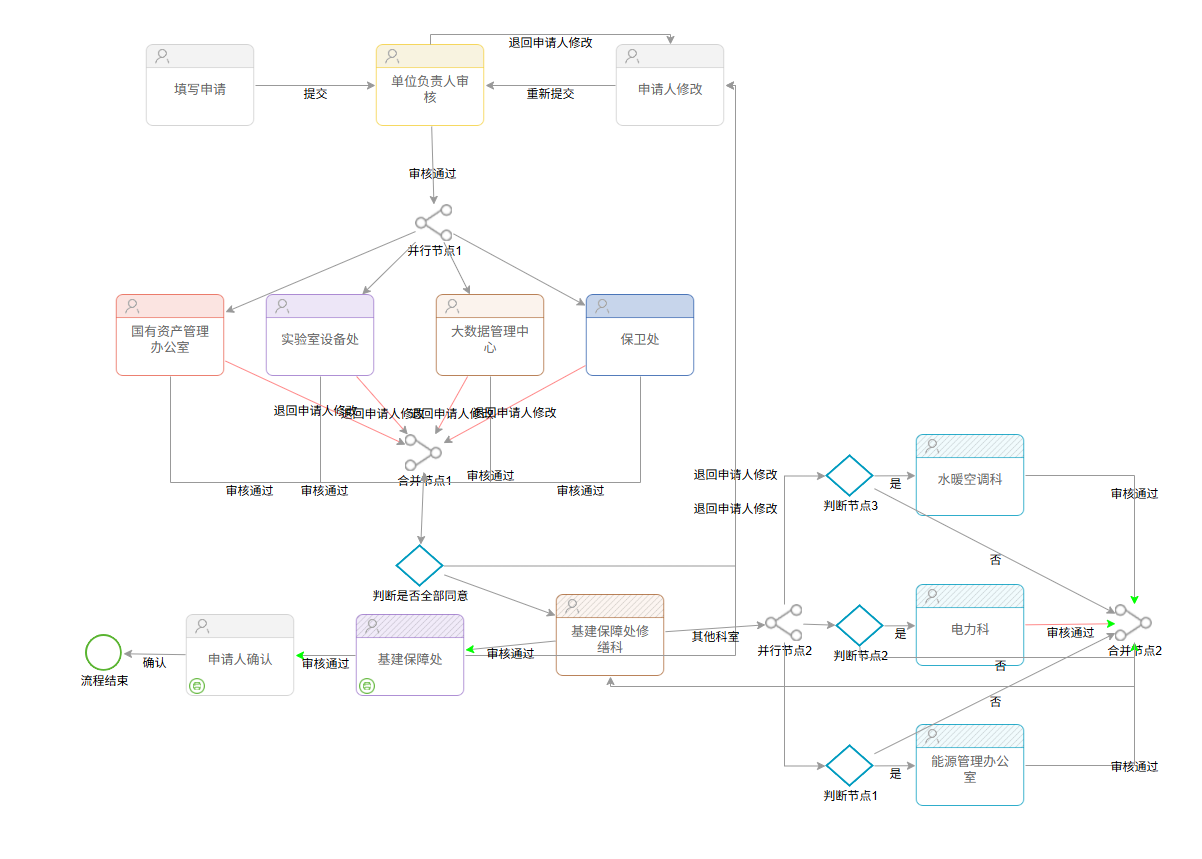 退回申请人修改
填写申请
提交
单位负责人审
核
重新提交
申请人修改
审核通过
并行节点1
国有资产管理
办公室
实验室设备处
大数据管理中
心
保卫处
退回申请人修改
退回申请人修改
退回申请人修改
退回申请人修改
合并节点1
审核通过
审核通过
审核通过
审核通过
退回申请人修改
退回申请人修改
判断节点3
是
水暖空调科
审核通过
否
判断是否全部同意
基建保障处修
缮科
其他科室
并行节点2
判断节点2
是
电力科
审核通过
合并节点2
否
流程结束
确认
申请人确认
审核通过
基建保障处
审核通过
否
判断节点1
是
能源管理办公
室
审核通过